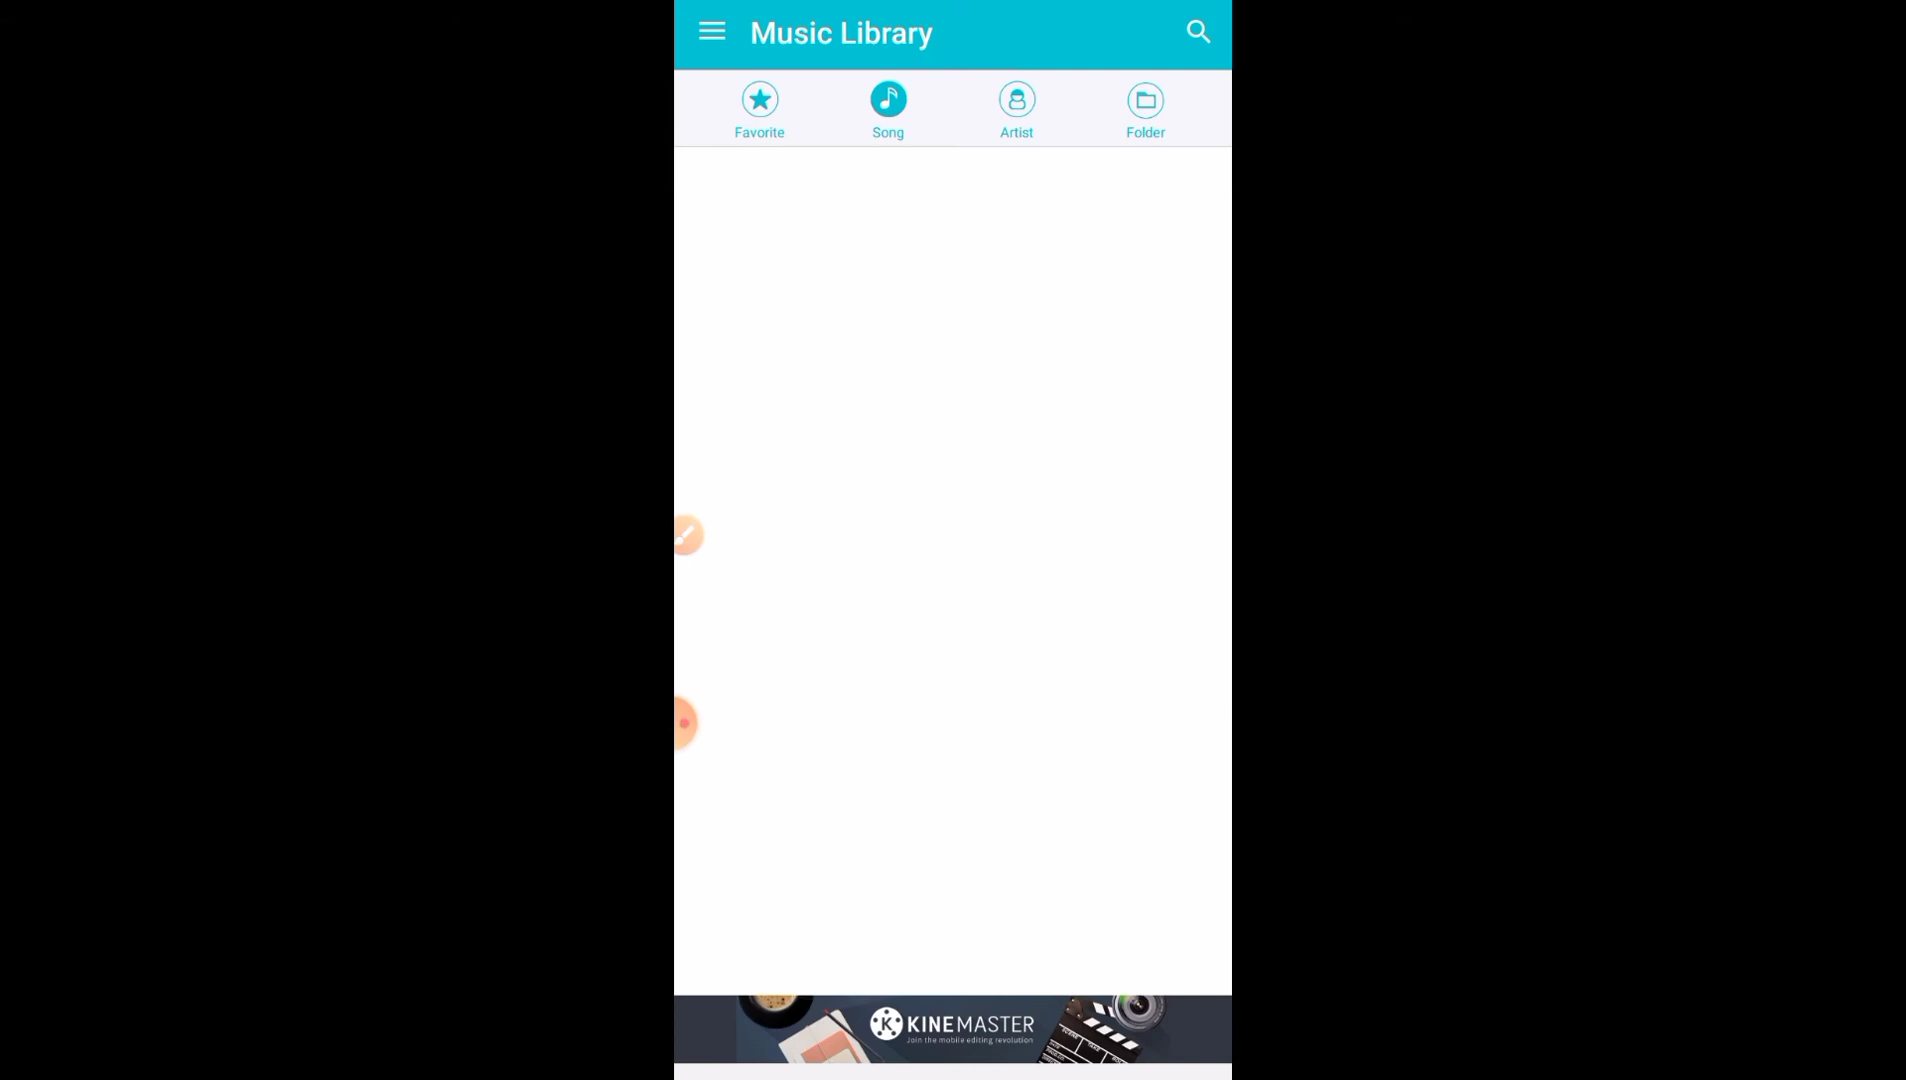 Music Library
Favorite
Song
Artist
Folder
K KINEMASTER
Join the mobile editing revolution